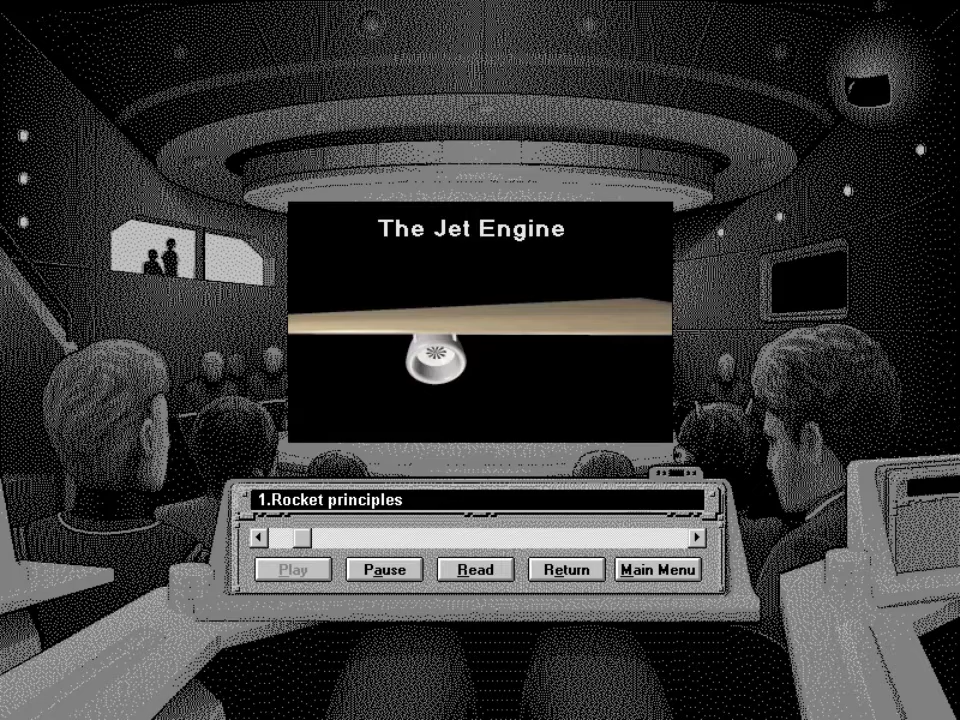 The Jet Engine
1.Rocket principles
Play
Pause
Read
Return
Main Menu